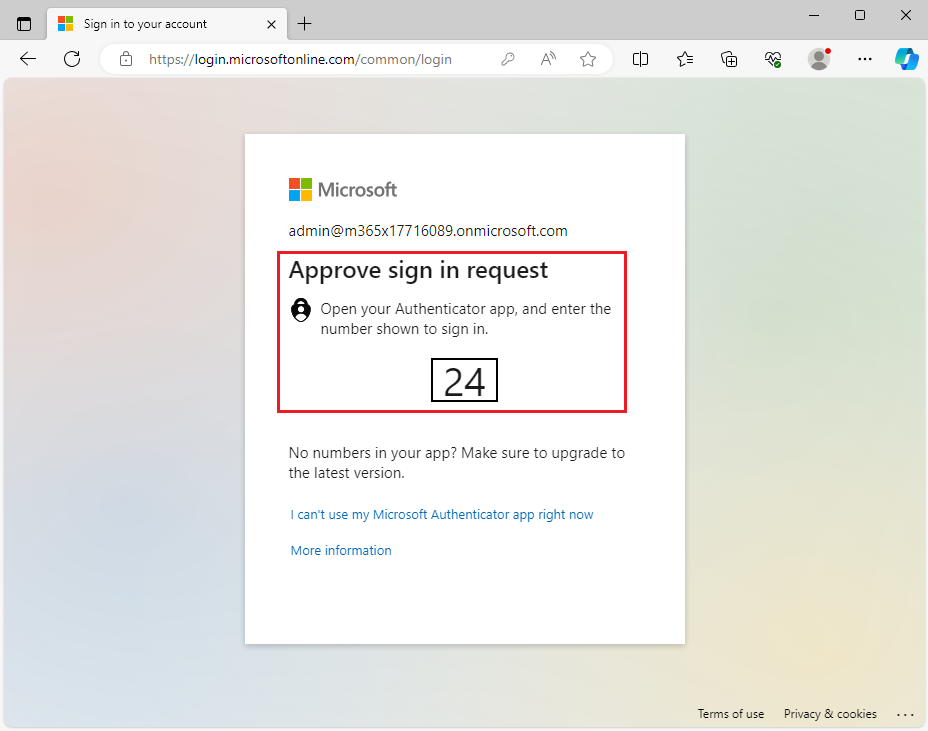 Sign in to your account
https://login.microsoftonline.com/common/login
Microsoft
admin@m365x17716089.onmicrosoft.com
Approve sign in request
Open your Authenticator app, and enter the
number shown to sign in.
24
No numbers in your app? Make sure to upgrade to
the latest version.
I can't use my Microsoft Authenticator app right now
More information
Terms of use Privacy & cookies ...